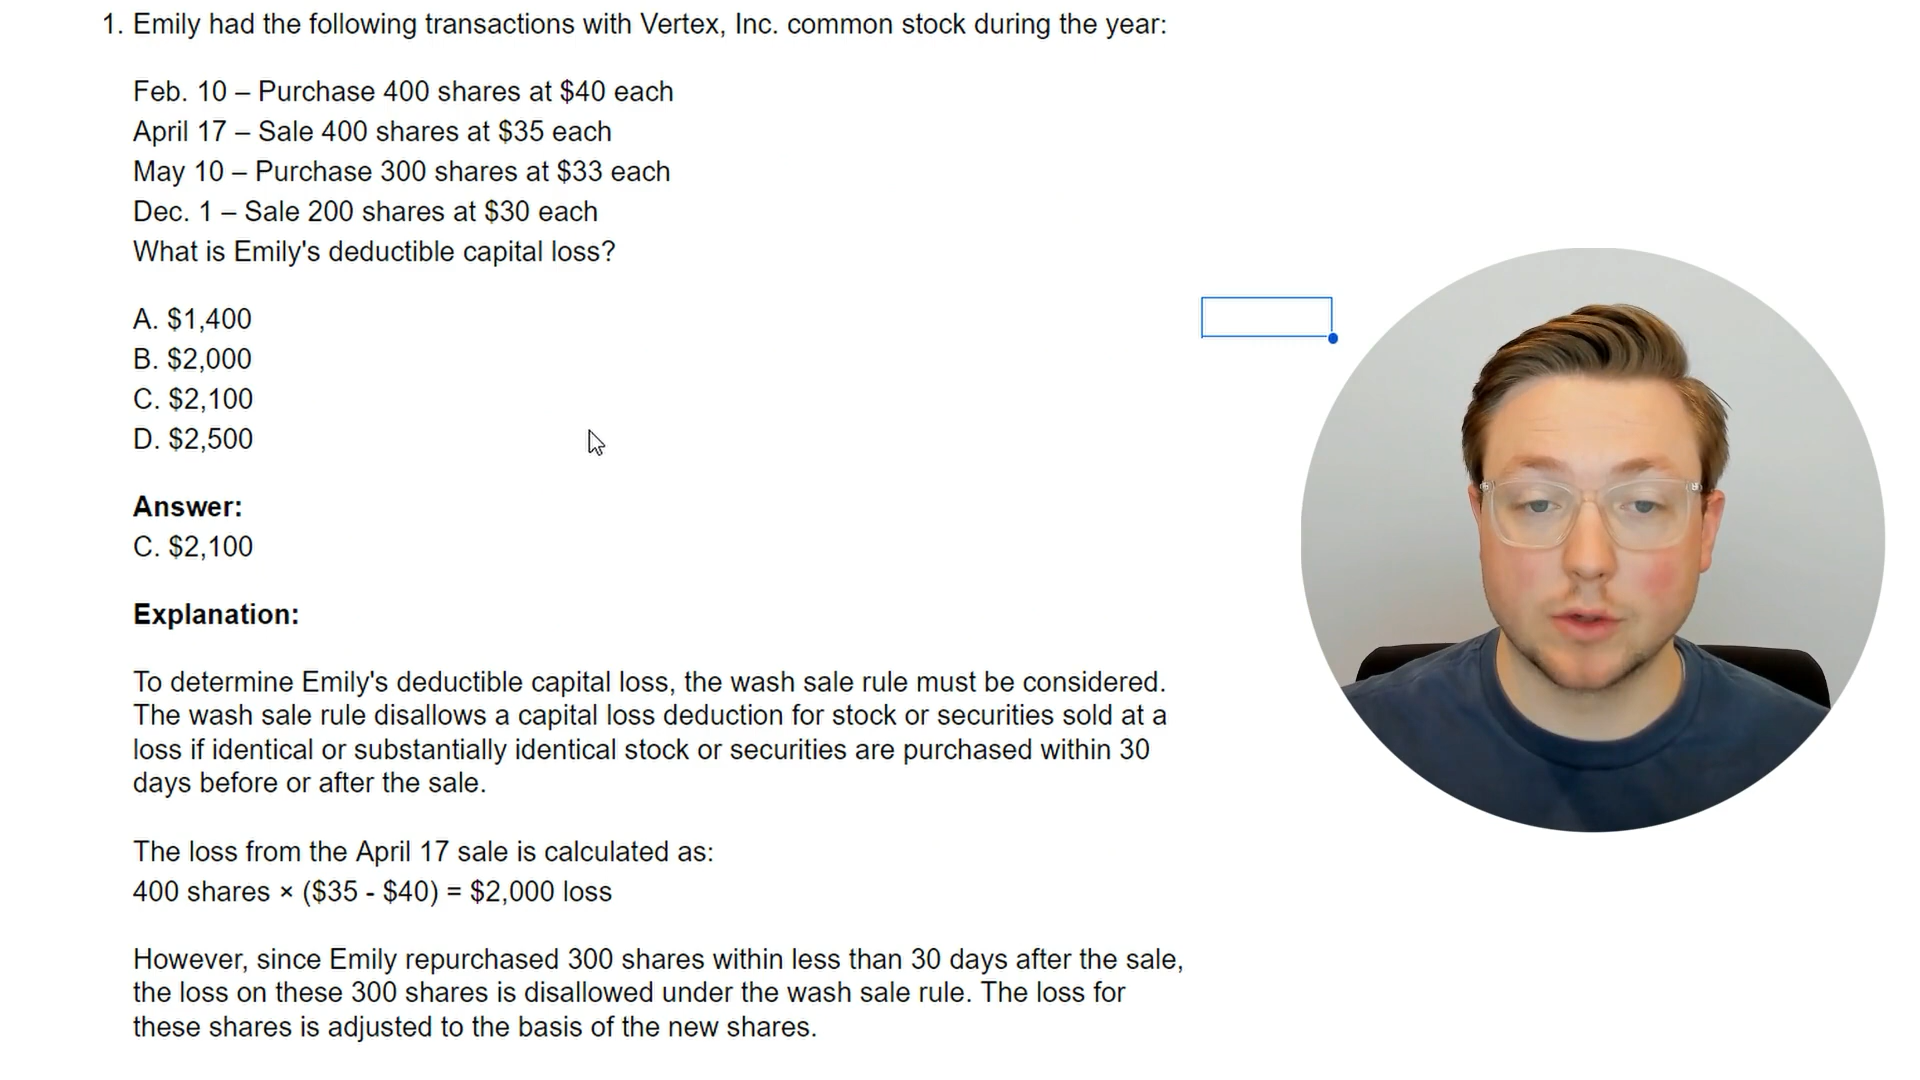 1. Emily had the following transactions with Vertex, Inc. common stock during the year:
Feb. 10 – Purchase 400 shares at $40 each
April 17 – Sale 400 shares at $35 each
May 10 – Purchase 300 shares at $33 each
Dec. 1 – Sale 200 shares at $30 each
What is Emily's deductible capital loss?
A. $1,400
B. $2,000
C. $2,100
D. $2,500
Answer:
C. $2,100
Explanation:
To determine Emily's deductible capital loss, the wash sale rule must be considered.
The wash sale rule disallows a capital loss deduction for stock or securities sold at a
loss if identical or substantially identical stock or securities are purchased within 30
days before or after the sale.
The loss from the April 17 sale is calculated as:
400 shares × ($35 - $40) = $2,000 loss
However, since Emily repurchased 300 shares within less than 30 days after the sale,
the loss on these 300 shares is disallowed under the wash sale rule. The loss for
these shares is adjusted to the basis of the new shares.